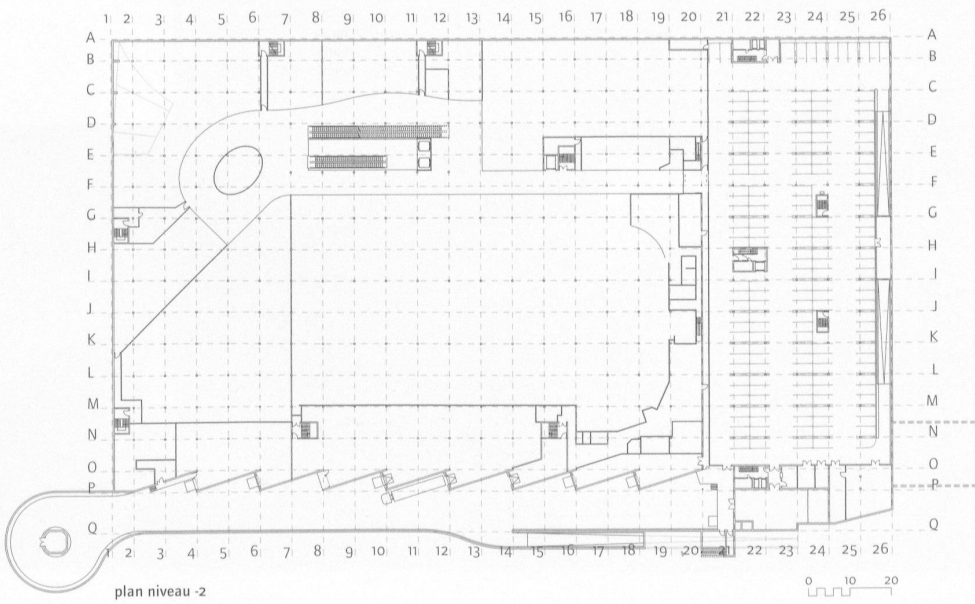 1 2 3 4 5 6 7 8 9 10 11 12 13 14 15 16 17 18 19 20 21 22 23 24 25 26
A A
B B
C C
D D
E E
F F
G G
H H
I I
J J
K K
L L
M M
N N
O O
P P
Q Q
1 2 3 4 5 6 7 8 9 10 11 12 13 14 15 16 17 18 19 20 21 22 23 24 25 26
plan niveau -2
0 10 20